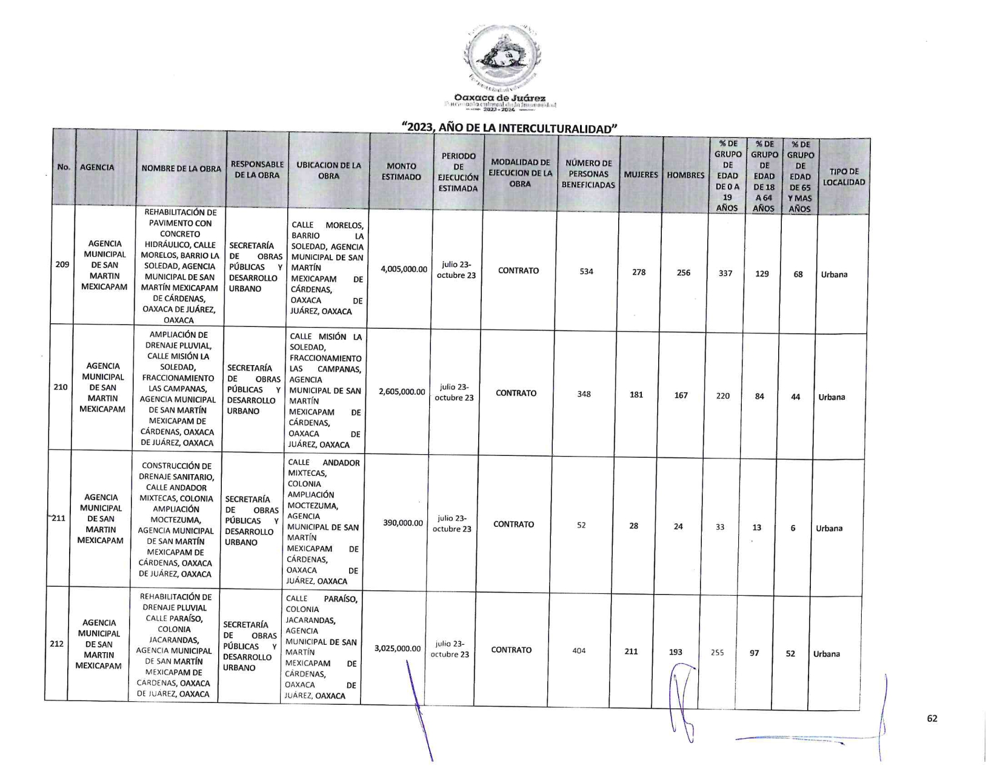 Oaxaca de Juárez
2022-2024
“2023, AÑO DE LA INTERCULTURALIDAD”
No.
AGENCIA
NOMBRE DE LA OBRA
RESPONSABLE
DE LA OBRA
UBICACION DE LA
OBRA
MONTO
ESTIMADO
PERIODO
DE
EJECUCIÓN
ESTIMADA
MODALIDAD DE
EJECUCION DE LA
OBRA
NÚMERO DE
PERSONAS
BENEFICIADAS
MUJERES
HOMBRES
% DE
GRUPO
DE
EDAD
DE 0 A
19
AÑOS
% DE
GRUPO
DE
EDAD
DE 18
A 64
AÑOS
% DE
GRUPO
DE
EDAD
DE 65
Y MAS
AÑOS
TIPO DE
LOCALIDAD
209
AGENCIA
MUNICIPAL
DE SAN
MARTIN
MEXICAPAM
REHABILITACIÓN DE
PAVIMENTO CON
CONCRETO
HIDRÁULICO, CALLE
MORELOS, BARRIO LA
SOLEDAD, AGENCIA
MUNICIPAL DE SAN
MARTÍN MEXICAPAM
DE CÁRDENAS,
OAXACA DE JUÁREZ,
OAXACA
SECRETARÍA
DE OBRAS
PÚBLICAS Y
DESARROLLO
URBANO
CALLE MORELOS,
BARRIO LA
SOLEDAD, AGENCIA
MUNICIPAL DE SAN
MARTÍN
MEXICAPAM DE
CÁRDENAS,
OAXACA DE
JUÁREZ, OAXACA
4,005,000.00
julio 23-
octubre 23
CONTRATO
534
278
256
337
129
68
Urbana
210
AGENCIA
MUNICIPAL
DE SAN
MARTIN
MEXICAPAM
AMPLIACIÓN DE
DRENAJE PLUVIAL,
CALLE MISIÓN LA
SOLEDAD,
FRACCIONAMIENTO
LAS CAMPANAS,
AGENCIA MUNICIPAL
DE SAN MARTÍN
MEXICAPAM DE
CÁRDENAS, OAXACA
DE JUÁREZ, OAXACA
SECRETARÍA
DE OBRAS
PÚBLICAS Y
DESARROLLO
URBANO
CALLE MISIÓN LA
SOLEDAD,
FRACCIONAMIENTO
LAS CAMPANAS,
AGENCIA
MUNICIPAL DE SAN
MARTÍN
MEXICAPAM DE
CÁRDENAS,
OAXACA DE
JUÁREZ, OAXACA
2,605,000.00
julio 23-
octubre 23
CONTRATO
348
181
167
220
84
44
Urbana
211
AGENCIA
MUNICIPAL
DE SAN
MARTIN
MEXICAPAM
CONSTRUCCIÓN DE
DRENAJE SANITARIO,
CALLE ANDADOR
MIXTECAS, COLONIA
AMPLIACIÓN
MOCTEZUMA,
AGENCIA MUNICIPAL
DE SAN MARTÍN
MEXICAPAM DE
CÁRDENAS, OAXACA
DE JUÁREZ, OAXACA
SECRETARÍA
DE OBRAS
PÚBLICAS Y
DESARROLLO
URBANO
CALLE ANDADOR
MIXTECAS,
COLONIA
AMPLIACIÓN
MOCTEZUMA,
AGENCIA
MUNICIPAL DE SAN
MARTÍN
MEXICAPAM DE
CÁRDENAS,
OAXACA DE
JUÁREZ, OAXACA
390,000.00
julio 23-
octubre 23
CONTRATO
52
28
24
33
13
6
Urbana
212
AGENCIA
MUNICIPAL
DE SAN
MARTIN
MEXICAPAM
REHABILITACIÓN DE
DRENAJE PLUVIAL
CALLE PARAÍSO,
COLONIA
JACARANDAS,
AGENCIA MUNICIPAL
DE SAN MARTÍN
MEXICAPAM DE
CARDENAS, OAXACA
DE JUÁREZ, OAXACA
SECRETARÍA
DE OBRAS
PÚBLICAS Y
DESARROLLO
URBANO
CALLE PARAÍSO,
COLONIA
JACARANDAS,
AGENCIA
MUNICIPAL DE SAN
MARTÍN
MEXICAPAM DE
CÁRDENAS,
OAXACA DE
JUÁREZ, OAXACA
3,025,000.00
julio 23-
octubre 23
CONTRATO
404
211
193
255
97
52
Urbana
62